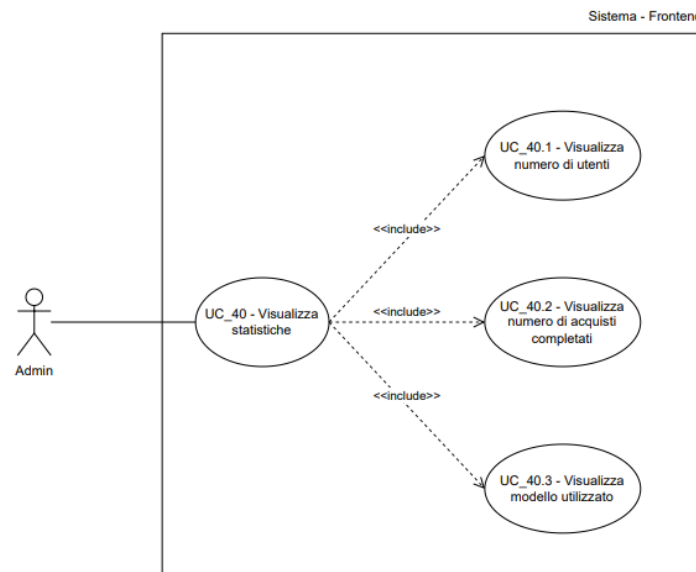 Sistema - Frontend
UC_40.1 - Visualizza
numero di utenti
<<include>>
UC_40 - Visualizza
statistiche
<<include>>
UC_40.2 - Visualizza
numero di acquisti
completati
Admin
<<include>>
UC_40.3 - Visualizza
modello utilizzato